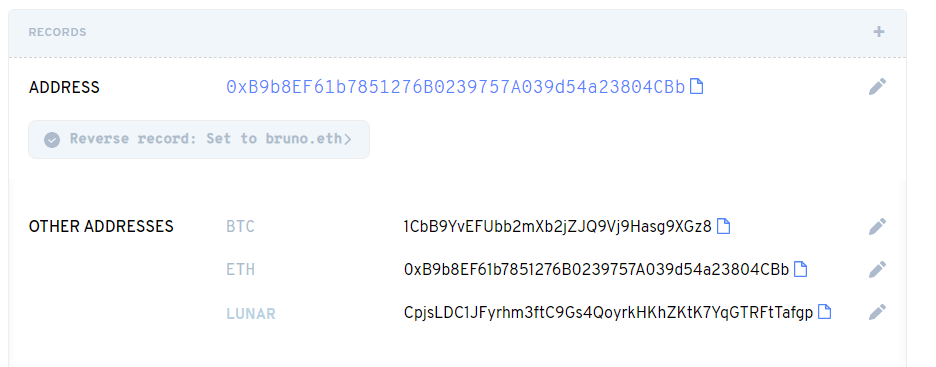 RECORDS
ADDRESS 0xB9b8EF61b7851276B0239757A039d54a23804CBb
Reverse record: Set to bruno.eth
OTHER ADDRESSES BTC 1CbB9YvEFUbb2mXb2jZJQ9Vj9Hasg9XGz8
ETH 0xB9b8EF61b7851276B0239757A039d54a23804CBb
LUNAR CpjsLDC1JFyrhm3ftC9Gs4QoyrkHKhZKtK7YqGTRFtTafgp